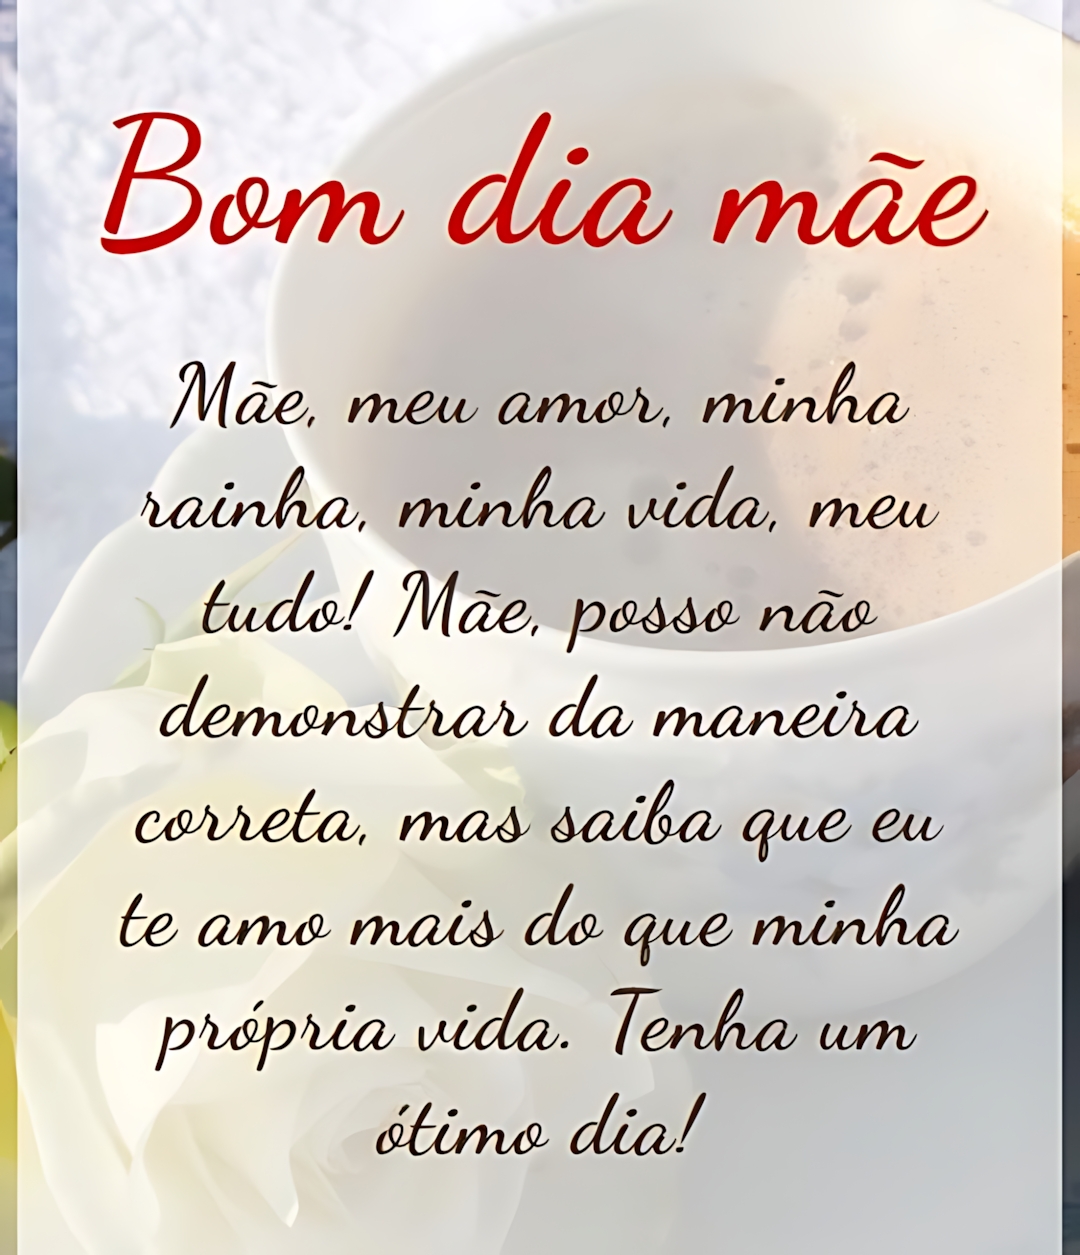 Bom dia mãe
Mãe, meu amor, minha
rainha, minha vida, meu
tudo! Mãe, posso não
demonstrar da maneira
correta, mas saiba que eu
te amo mais do que minha
própria vida. Tenha um
ótimo dia!